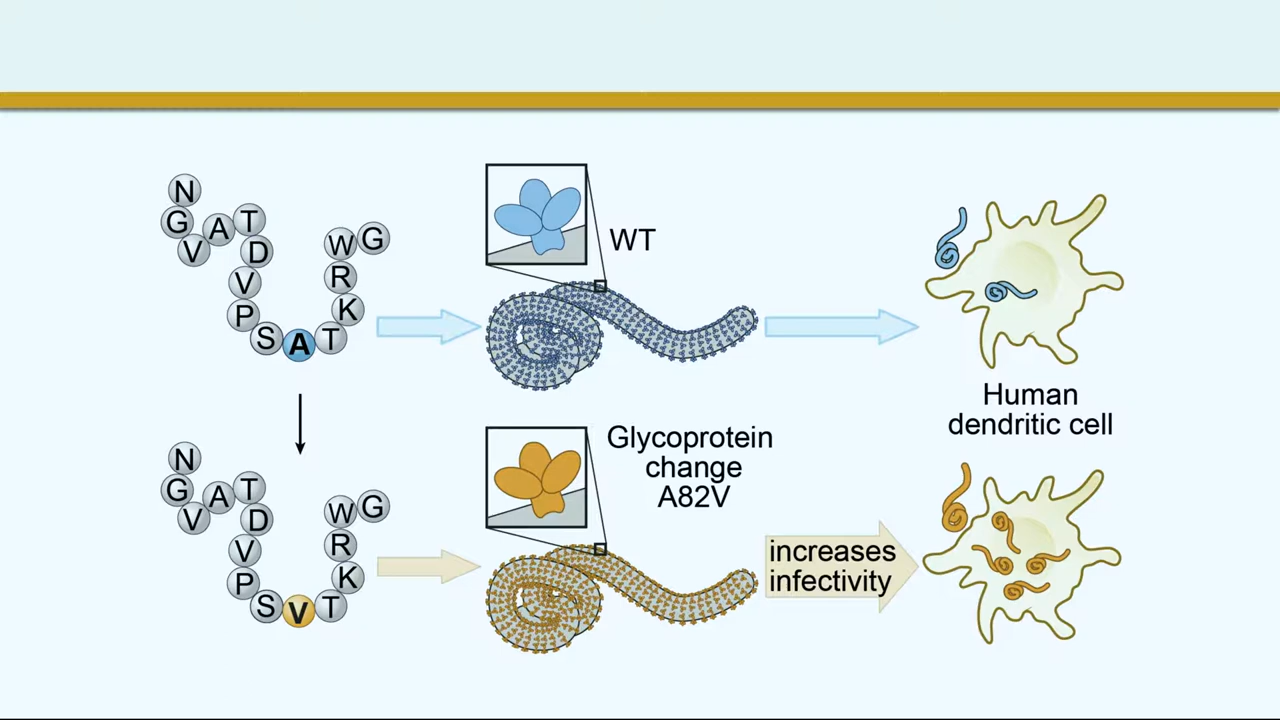 N
G
V
A
T
D
V
P
S
A
T
K
R
W
G
WT
Human
dendritic cell
N
G
V
A
T
D
V
P
S
V
T
K
R
W
G
Glycoprotein
change
A82V
increases
infectivity